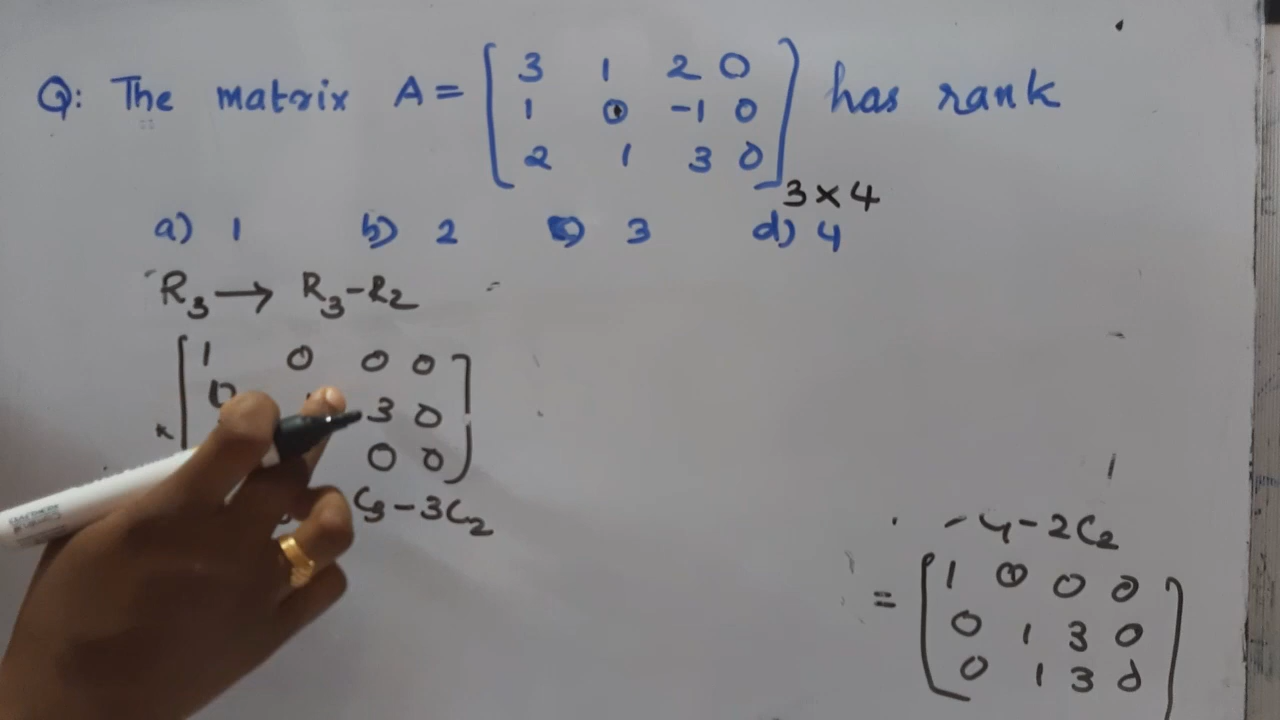 Q: The matrix A = [ 3 1 2 0 ] has rank
1 0 -1 0
2 1 3 0
3 × 4
a) 1 b) 2 c) 3 d) 4
R3 → R3-R2
1 0 0 0
0 3 0
0 0
C3-3C2
-2C2
= [ 1 0 0 0 ]
0 1 3 0
0 1 3 0